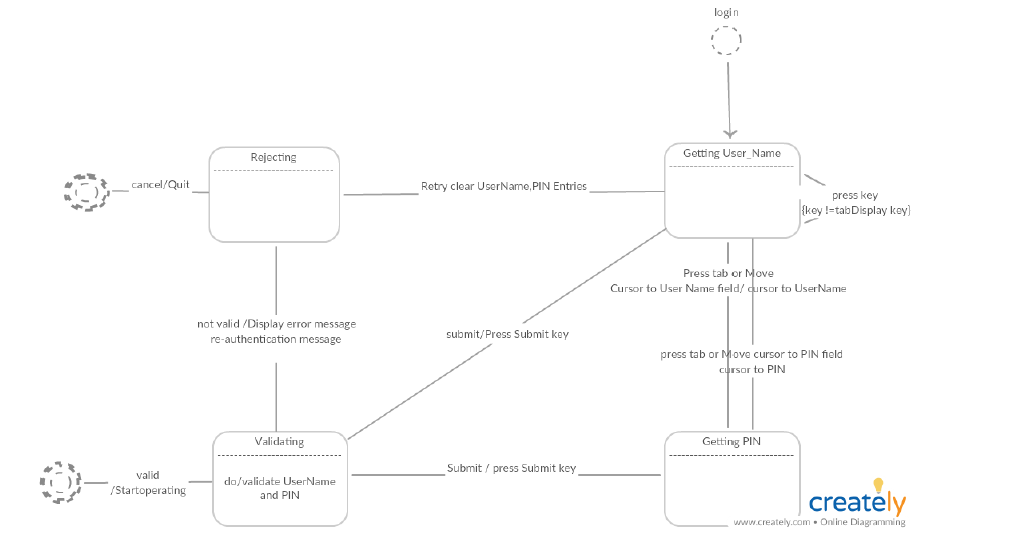 login
Rejecting
Getting User_Name
cancel/Quit
Retry clear UserName,PIN Entries
press key
{key !=tabDisplay key]
Press tab or Move
Cursor to User Name field/ cursor to UserName
not valid /Display error message
re-authentication message
submit/Press Submit key
press tab or Move cursor to PIN field
cursor to PIN
Validating
Getting PIN
valid
/Startoperating
do/validate UserName
and PIN
Submit / press Submit key
creately
www.creately.com • Online Diagramming